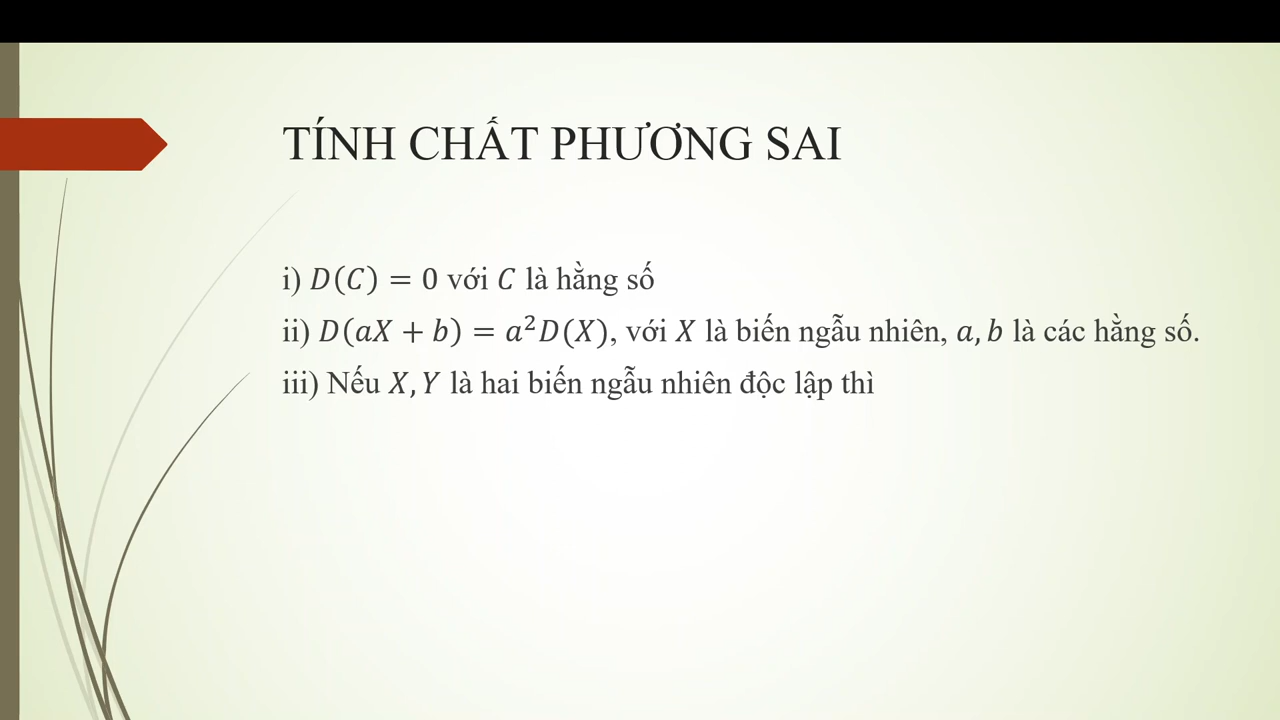 TÍNH CHẤT PHƯƠNG SAI
i) D(C) = 0 với C là hằng số
ii) D(aX + b) = a²D(X), với X là biến ngẫu nhiên, a, b là các hằng số.
iii) Nếu X, Y là hai biến ngẫu nhiên độc lập thì